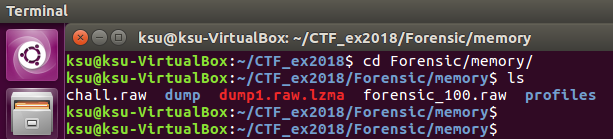 Terminal
ksu@ksu-VirtualBox: ~/CTF_ex2018/Forensic/memory
ksu@ksu-VirtualBox:~/CTF_ex2018$ cd Forensic/memory/
ksu@ksu-VirtualBox:~/CTF_ex2018/Forensic/memory$ ls
chall.raw dump dump1.raw.lzma forensic_100.raw profiles
ksu@ksu-VirtualBox:~/CTF_ex2018/Forensic/memory$
ksu@ksu-VirtualBox:~/CTF_ex2018/Forensic/memory$